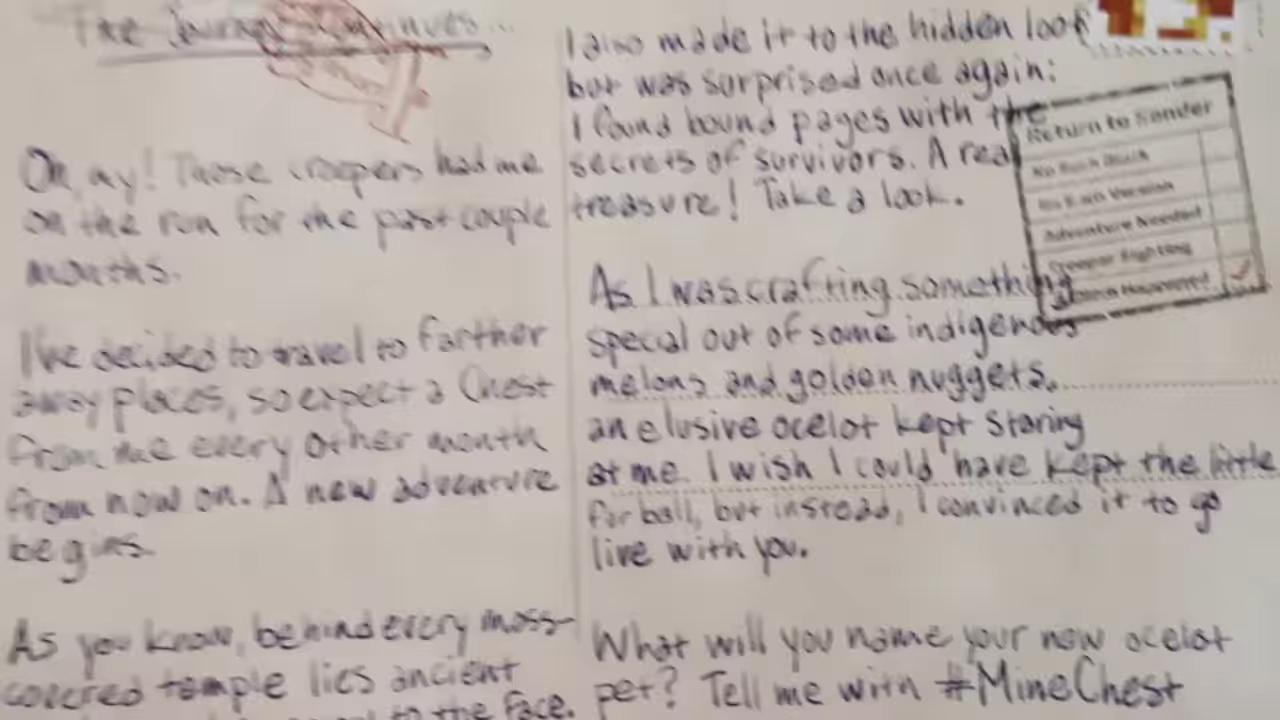 The Journey Continues...
Oh, my! Those creepers had me
on the run for the past couple
months.
I've decided to travel to farther
away places, so expect a Chest
from me every other month
from now on. A new adventure
begins.
As you know, behind every moss-
covered temple lies ancient
to the face.
I also made it to the hidden loot
but was surprised once again:
I found bound pages with the
secrets of survivors. A real
treasure! Take a look.
As I was crafting something
special out of some indigenous
melons and golden nuggets,
an elusive ocelot kept staring
at me. I wish I could have kept the little
fur ball, but instead, I convinced it to go
live with you.
What will you name your new ocelot
pet? Tell me with #MineChest
Return to Sender
No Such Block
Adventure Needed
Creeper Fighting